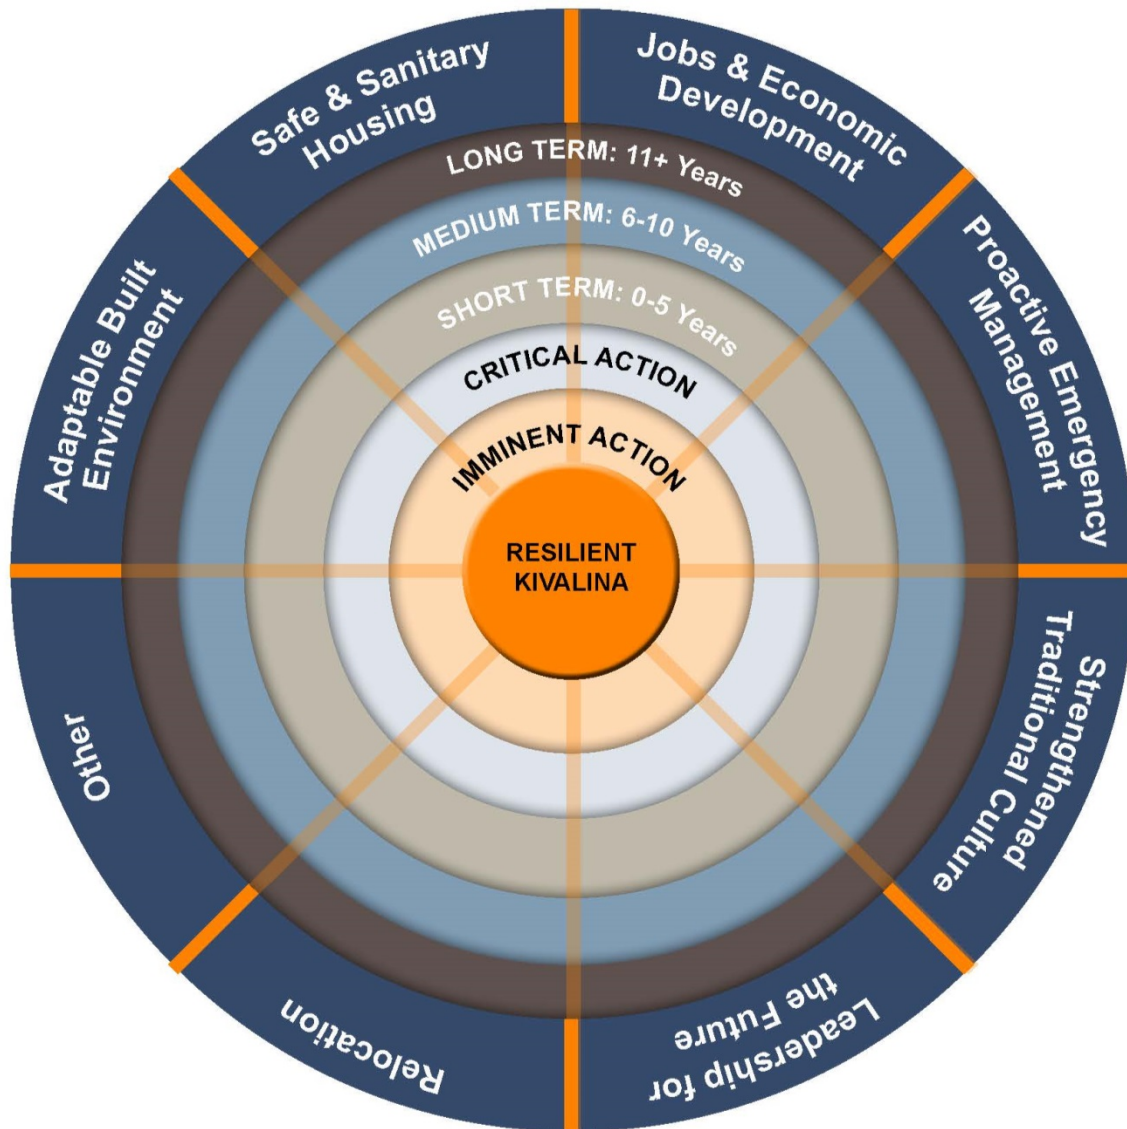 Safe & Sanitary
Housing
Jobs & Economic
Development
Proactive Emergency
Management
Strengthened
Traditional Culture
Leadership for
the Future
Relocation
Other
Adaptable Built
Environment
LONG TERM: 11+ Years
MEDIUM TERM: 6-10 Years
SHORT TERM: 0-5 Years
CRITICAL ACTION
IMMINENT ACTION
RESILIENT
KIVALINA